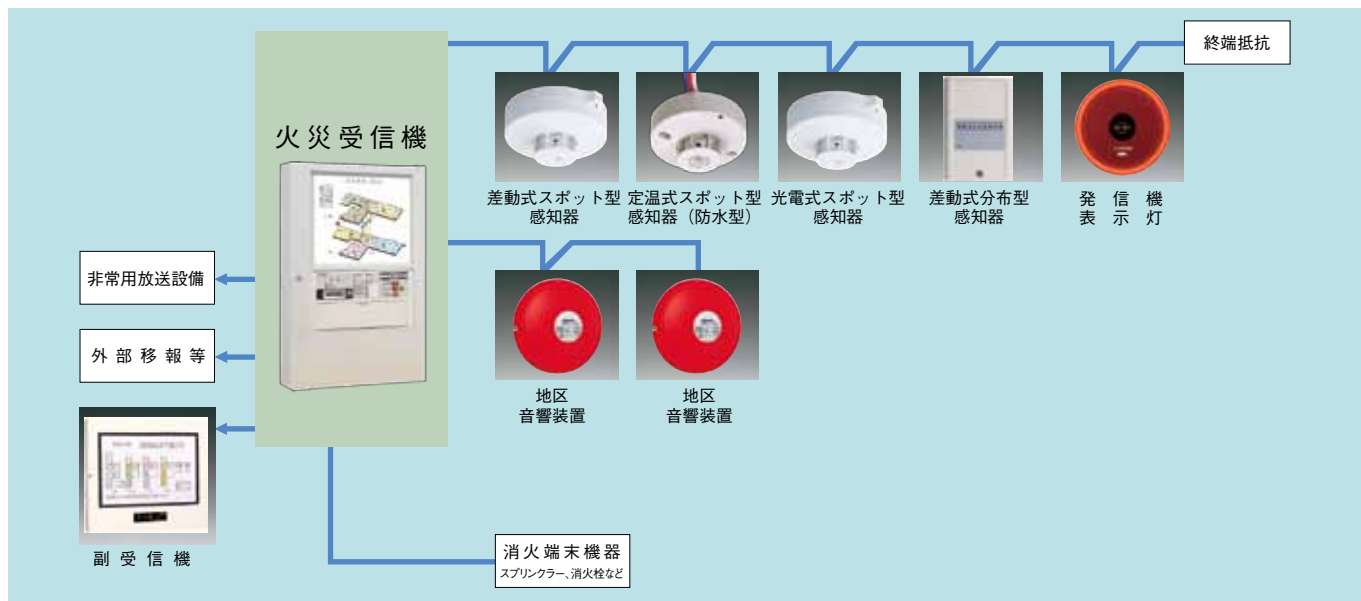 終端抵抗
火災受信機
差動式スポット型
感知器
定温式スポット型
感知器（防水型）
光電式スポット型
感知器
差動式分布型
感知器
発信機
表示灯
非常用放送設備
外部移報等
地区
音響装置
地区
音響装置
副受信機
消火端末機器
スプリンクラー、消火栓など